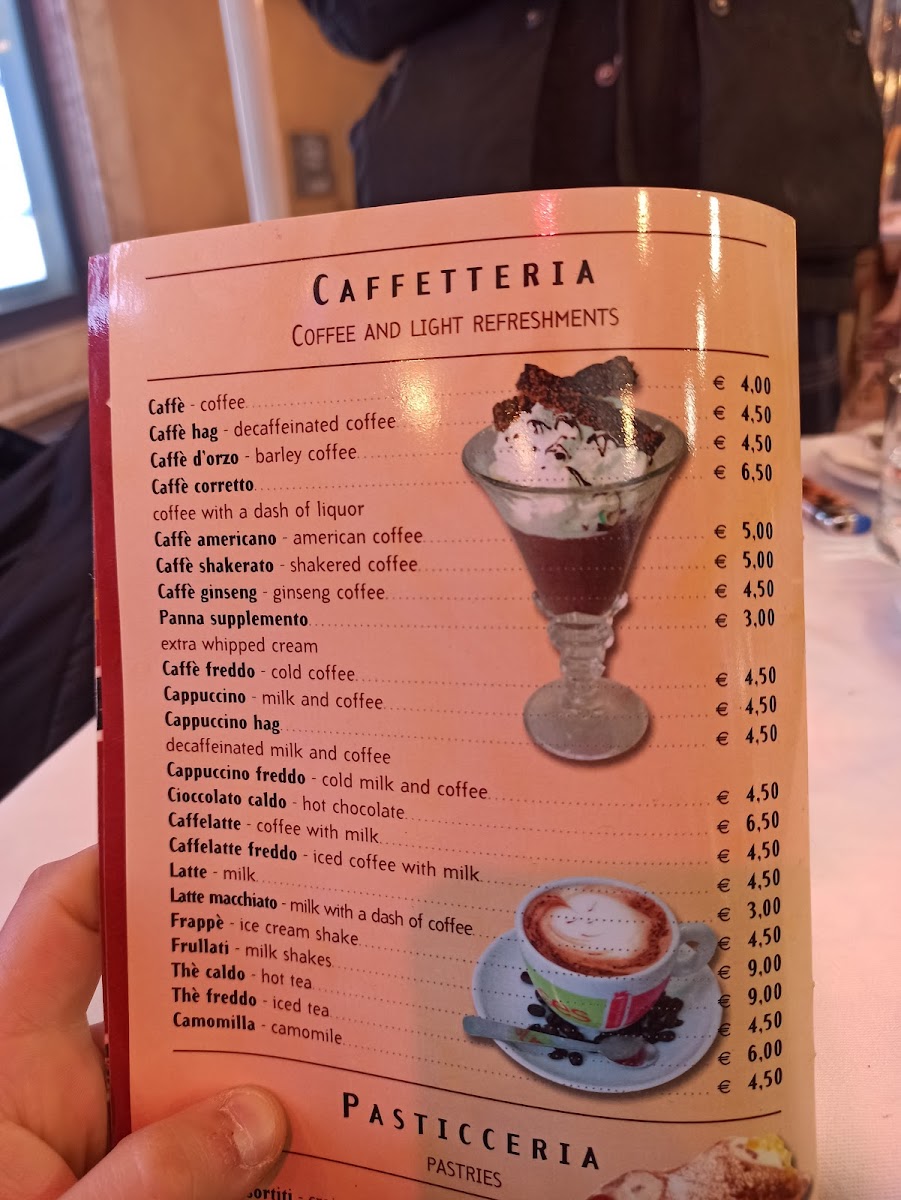 CAFFETTERIA
COFFEE AND LIGHT REFRESHMENTS
Caffè - coffee € 4,00
Caffè hag - decaffeinated coffee € 4,50
Caffè d'orzo - barley coffee € 4,50
Caffè corretto € 6,50
coffee with a dash of liquor
Caffè americano - american coffee € 5,00
Caffè shakerato - shakered coffee € 5,00
Caffè ginseng - ginseng coffee € 4,50
Panna supplemento € 3,00
extra whipped cream
Caffè freddo - cold coffee € 4,50
Cappuccino - milk and coffee € 4,50
Cappuccino hag € 4,50
decaffeinated milk and coffee
Cappuccino freddo - cold milk and coffee € 4,50
Cioccolato caldo - hot chocolate € 6,50
Caffelatte - coffee with milk € 4,50
Caffelatte freddo - iced coffee with milk € 4,50
Latte - milk € 3,00
Latte macchiato - milk with a dash of coffee € 4,50
Frappè - ice cream shake € 9,00
Frullati - milk shakes € 9,00
Thè caldo - hot tea € 4,50
Thè freddo - iced tea € 6,00
Camomilla - camomile € 4,50
PASTICCERIA
PASTRIES